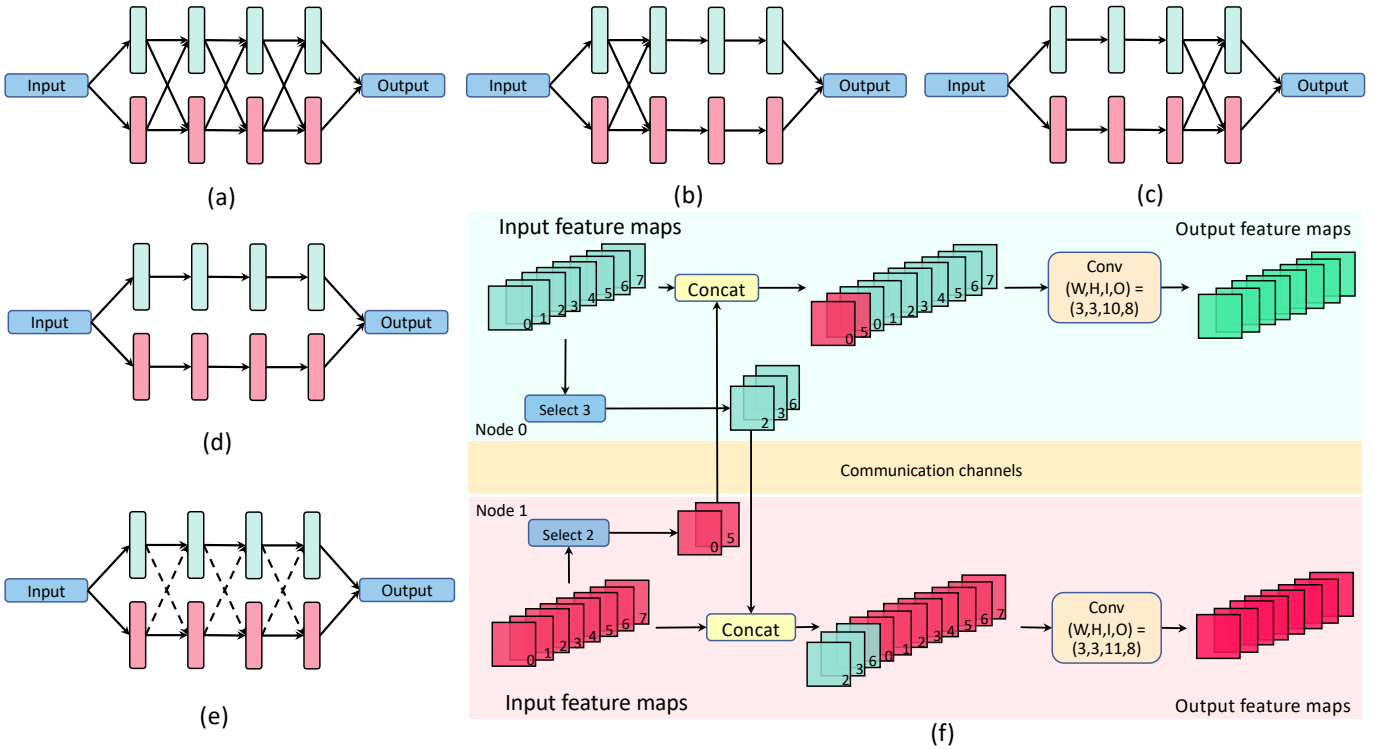 Input
Output
(a)
Input
Output
(b)
Input
Output
(c)
Input
Output
(d)
Input
Output
(e)
Input feature maps
Output feature maps
0 1 2 3 4 5 6 7
Concat
0 5 0 1 2 3 4 5 6 7
Conv
(W,H,I,O) =
(3,3,10,8)
Select 3
2 3 6
Node 0
Communication channels
Node 1
Select 2
0 5
0 1 2 3 4 5 6 7
Concat
2 3 6 0 1 2 3 4 5 6 7
Conv
(W,H,I,O) =
(3,3,11,8)
Input feature maps
Output feature maps
(f)